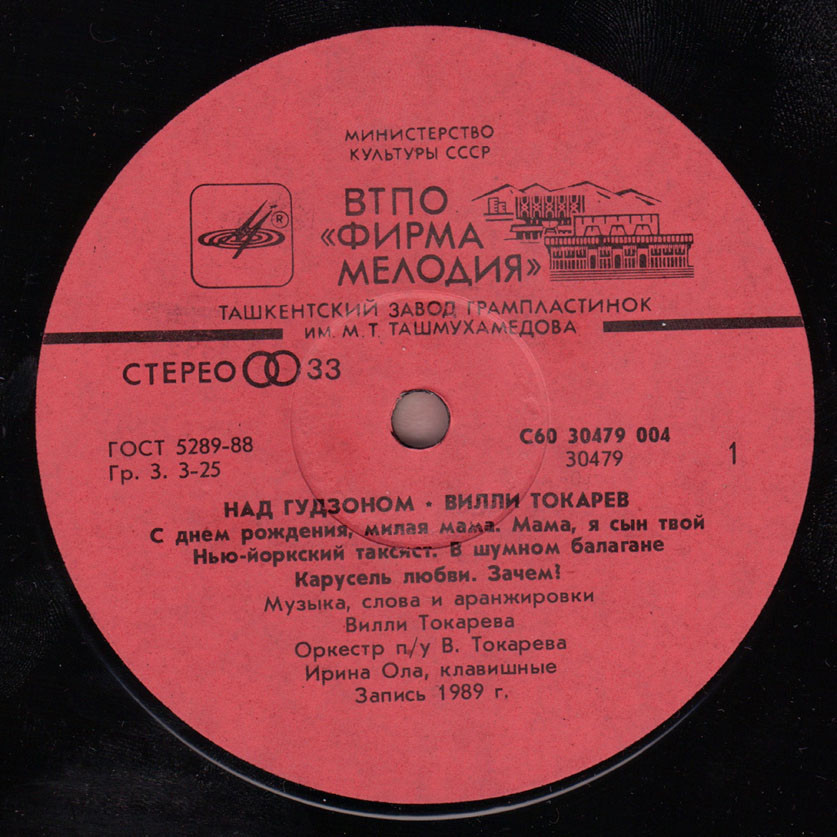 МИНИСТЕРСТВО
КУЛЬТУРЫ СССР
ВТПО
«ФИРМА
МЕЛОДИЯ»
®
ТАШКЕНТСКИЙ ЗАВОД ГРАМПЛАСТИНОК
ИМ. М. Т. ТАШМУХАМЕДОВА
СТЕРЕО 33
ГОСТ 5289-88
Гр. 3. 3-25
С60 30479 004
30479
1
НАД ГУДЗОНОМ • ВИЛЛИ ТОКАРЕВ
С днем рождения, милая мама. Мама, я сын твой
Нью-йоркский таксист. В шумном балагане
Карусель любви. Зачем?
Музыка, слова и аранжировки
Вилли Токарева
Оркестр п/у В. Токарева
Ирина Ола, клавишные
Запись 1989 г.